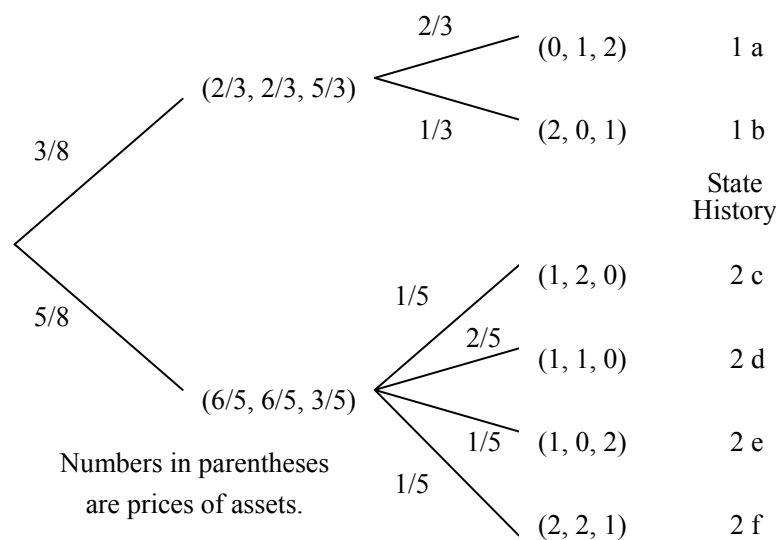 2/3
(0, 1, 2) 1 a
(2/3, 2/3, 5/3)
1/3
(2, 0, 1) 1 b
3/8
State
History
5/8
1/5
(1, 2, 0) 2 c
2/5
(1, 1, 0) 2 d
(6/5, 6/5, 3/5)
1/5
(1, 0, 2) 2 e
Numbers in parentheses
are prices of assets.
1/5
(2, 2, 1) 2 f